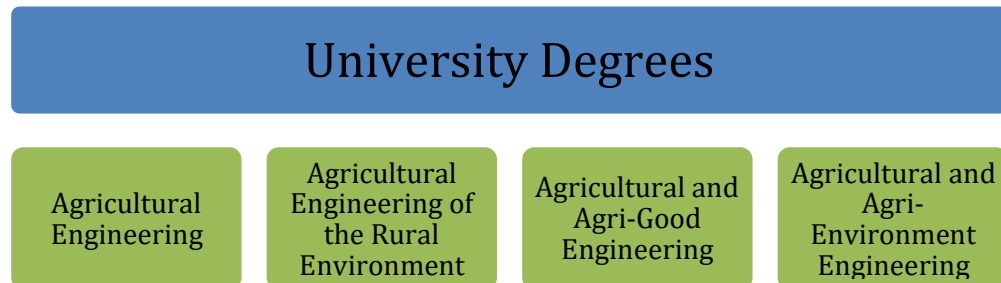 University Degrees
Agricultural
Engineering
Agricultural
Engineering of
the Rural
Environment
Agricultural and
Agri-Good
Engineering
Agricultural and
Agri-
Environment
Engineering